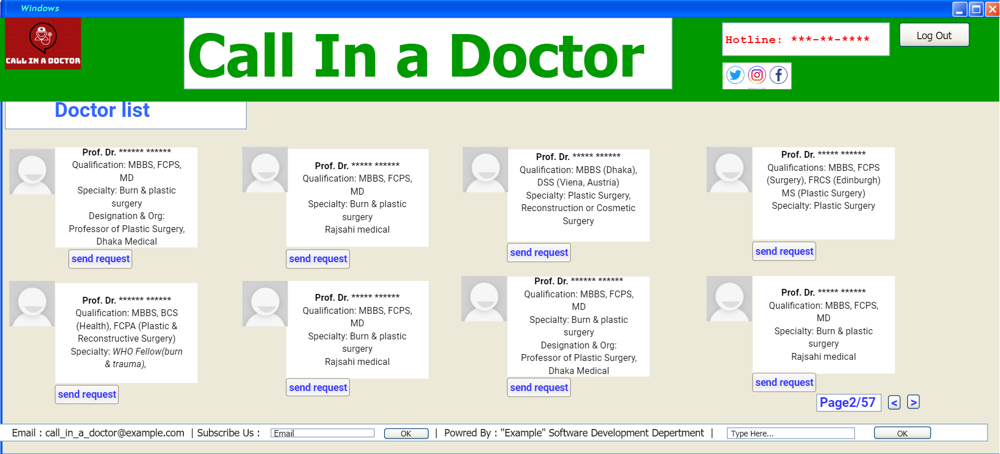 Windows
CALL IN A DOCTOR
Call In a Doctor
Hotline: ***-**-****
Log Out
Doctor list
Prof. Dr. ****** ******
Qualification: MBBS, FCPS,
MD
Specialty: Burn & plastic
surgery
Designation & Org:
Professor of Plastic Surgery,
Dhaka Medical
send request
Prof. Dr. ***** ******
Qualification: MBBS, FCPS,
MD
Specialty: Burn & plastic
surgery
Rajsahi medical
send request
Prof. Dr. ***** ******
Qualification: MBBS (Dhaka),
DSS (Viena, Austria)
Specialty: Plastic Surgery,
Reconstruction or Cosmetic
Surgery
send request
Prof. Dr. ***** ******
Qualifications: MBBS, FCPS
(Surgery), FRCS (Edinburgh)
MS (Plastic Surgery)
Specialty: Plastic Surgery
send request
Prof. Dr. ****** ******
Qualification: MBBS, BCS
(Health), FCPA (Plastic &
Reconstructive Surgery)
Specialty: WHO Fellow(burn
& trauma),
send request
Prof. Dr. ***** ******
Qualification: MBBS, FCPS,
MD
Specialty: Burn & plastic
surgery
Rajsahi medical
send request
Prof. Dr. ****** ******
Qualification: MBBS, FCPS,
MD
Specialty: Burn & plastic
surgery
Designation & Org:
Professor of Plastic Surgery,
Dhaka Medical
send request
Prof. Dr. ***** ******
Qualification: MBBS, FCPS,
MD
Specialty: Burn & plastic
surgery
Rajsahi medical
send request
Page2/57 < >
Email : call_in_a_doctor@example.com | Subscribe Us : Email OK | Powred By : "Example" Software Development Depertment | Type Here... OK